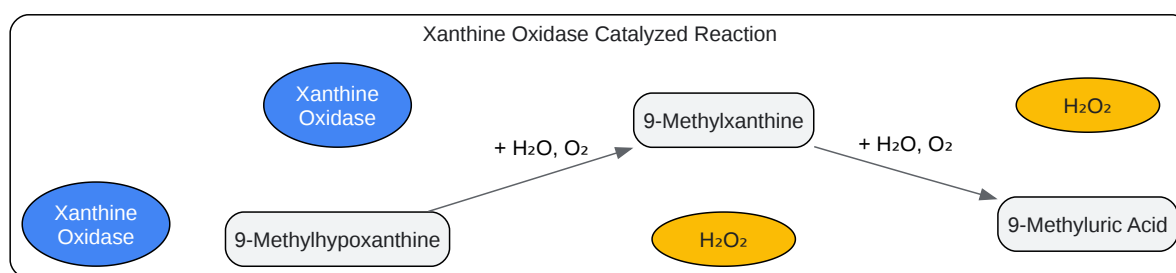 Xanthine Oxidase Catalyzed Reaction
Xanthine
Oxidase
H₂O₂
9-Methylxanthine
+ H₂O, O₂
+ H₂O, O₂
Xanthine
Oxidase
9-Methylhypoxanthine
H₂O₂
9-Methyluric Acid